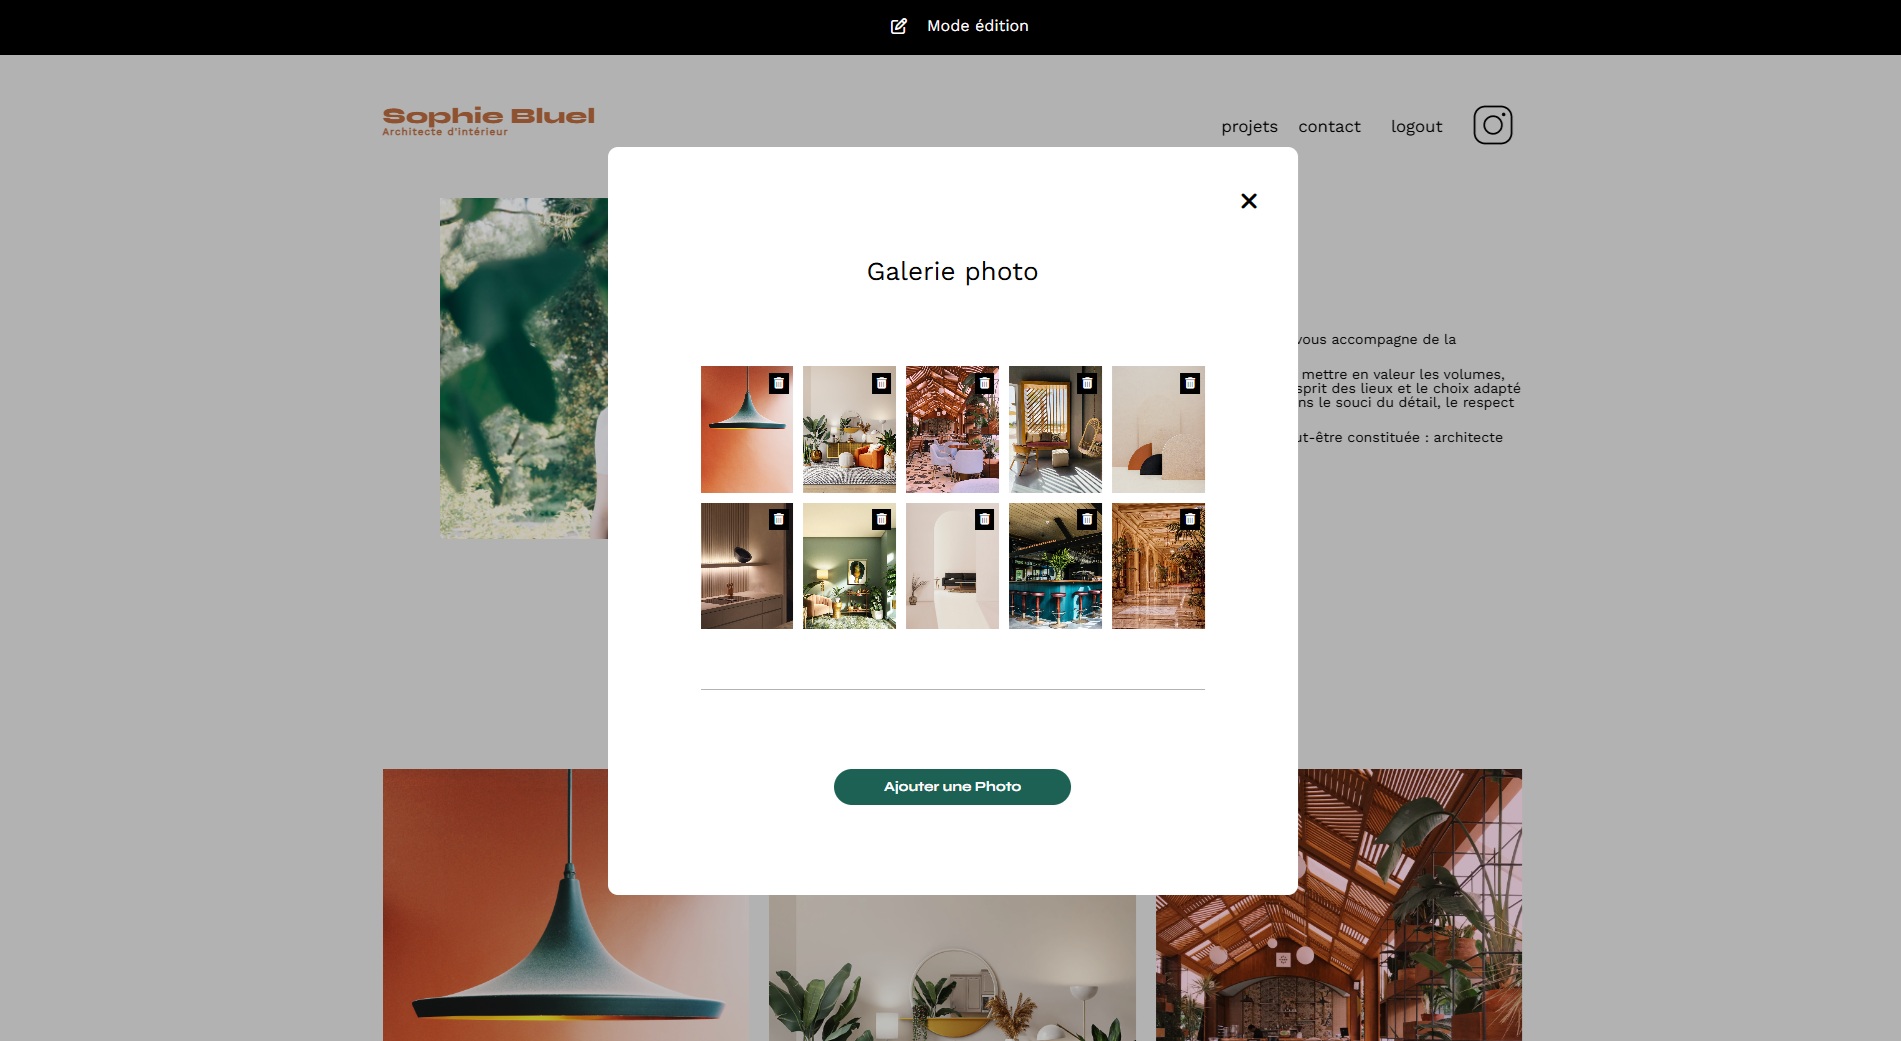 Mode édition
Sophie Bluel
Architecte d'intérieur
projets
contact
logout
Galerie photo
vous accompagne de la
mettre en valeur les volumes,
sprit des lieux et le choix adapté
ns le souci du détail, le respect
ut-être constituée : architecte
Ajouter une Photo